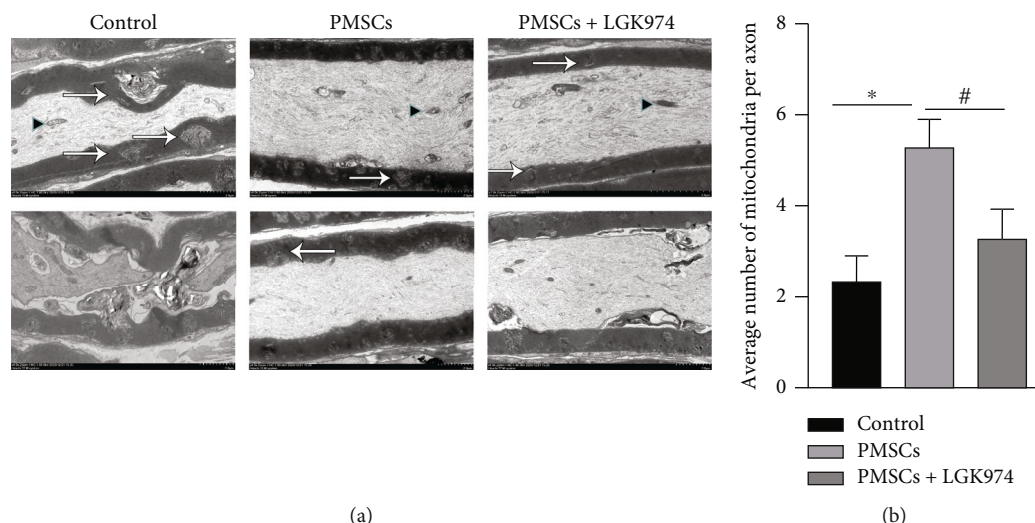 Control
PMSCs
PMSCs + LGK974
Average number of mitochondria per axon
8
6
4
2
0
*
#
Control
PMSCs
PMSCs + LGK974
(a)
(b)